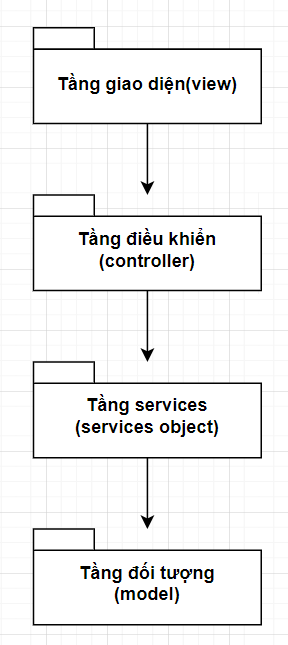 Tầng giao diện(view)
Tầng điều khiển
(controller)
Tầng services
(services object)
Tầng đối tượng
(model)